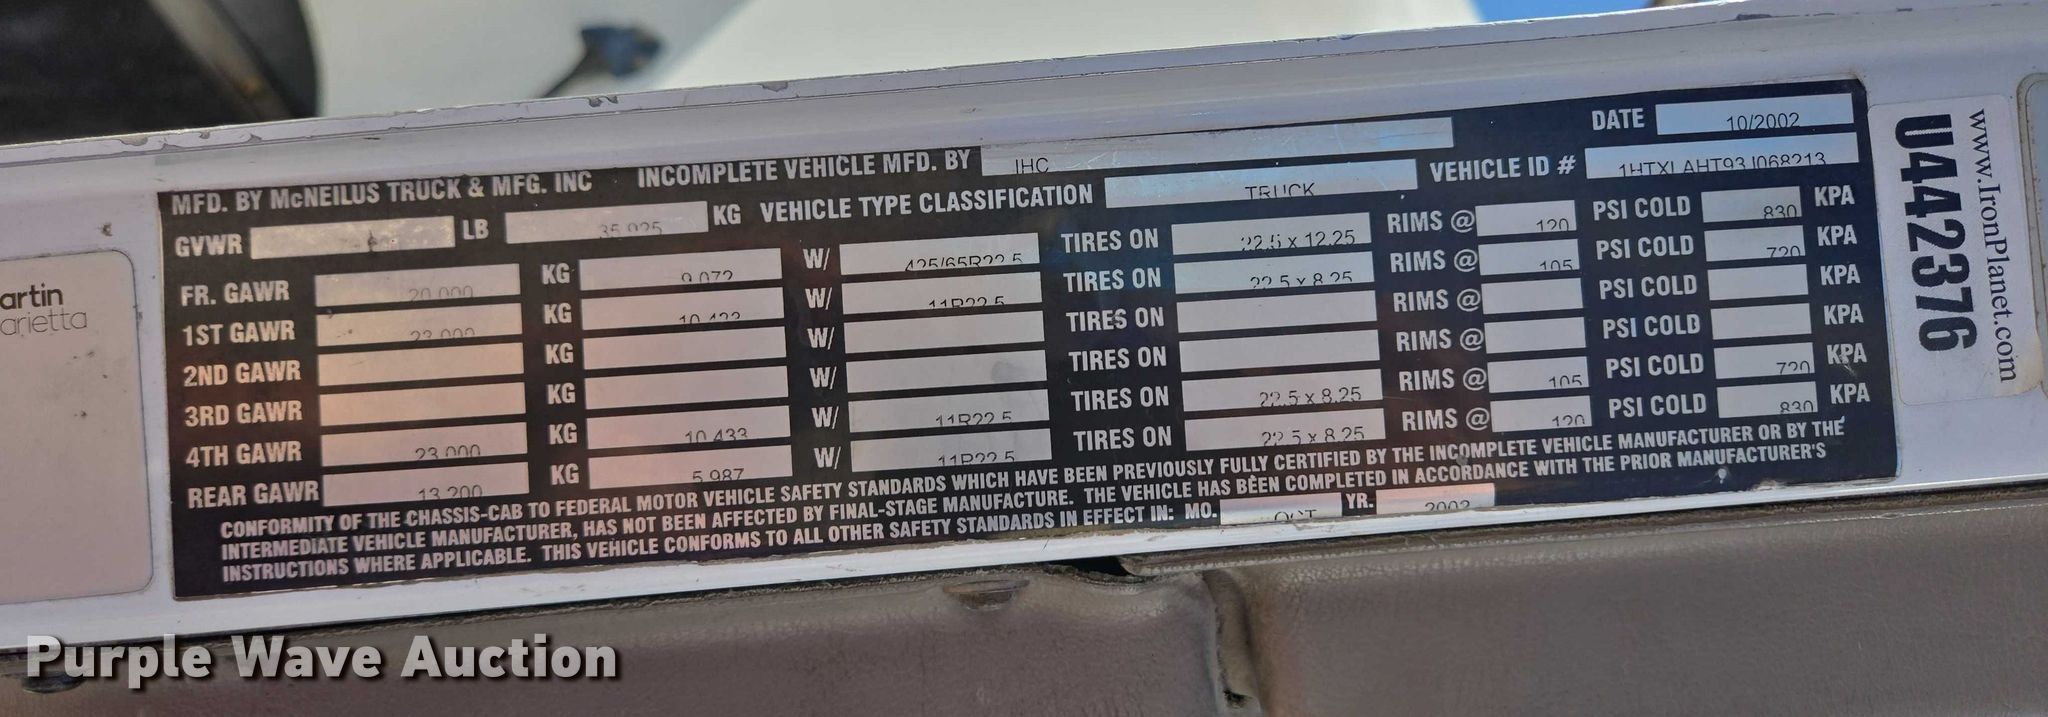 MFD. BY McNEILUS TRUCK & MFG. INC INCOMPLETE VEHICLE MFD. BY IHC DATE 10/2002
GVWR LB 35,925 KG VEHICLE TYPE CLASSIFICATION TRUCK VEHICLE ID # 1HTXLAHT93J068213
FR. GAWR 20,000 KG 9,072 W/ 425/65R22.5 TIRES ON 22.5 x 12.25 RIMS @ 120 PSI COLD 830 KPA
1ST GAWR 23,000 KG 10,433 W/ 11R22.5 TIRES ON 22.5 x 8.25 RIMS @ 105 PSI COLD 720 KPA
2ND GAWR KG W/ TIRES ON RIMS @ PSI COLD KPA
3RD GAWR KG W/ TIRES ON RIMS @ PSI COLD KPA
4TH GAWR 23,000 KG 10,433 W/ 11R22.5 TIRES ON 22.5 x 8.25 RIMS @ 105 PSI COLD 720 KPA
REAR GAWR 13,200 KG 5,987 W/ 11R22.5 TIRES ON 22.5 x 8.25 RIMS @ 120 PSI COLD 830 KPA
CONFORMITY OF THE CHASSIS-CAB TO FEDERAL MOTOR VEHICLE SAFETY STANDARDS WHICH HAVE BEEN PREVIOUSLY FULLY CERTIFIED BY THE INCOMPLETE VEHICLE MANUFACTURER OR BY THE
INTERMEDIATE VEHICLE MANUFACTURER, HAS NOT BEEN AFFECTED BY FINAL-STAGE MANUFACTURE. THE VEHICLE HAS BEEN COMPLETED IN ACCORDANCE WITH THE PRIOR MANUFACTURER'S
INSTRUCTIONS WHERE APPLICABLE. THIS VEHICLE CONFORMS TO ALL OTHER SAFETY STANDARDS IN EFFECT IN: MO. OCT YR. 2002
www.IronPlanet.com
U442376
artin
arietta
Purple Wave Auction